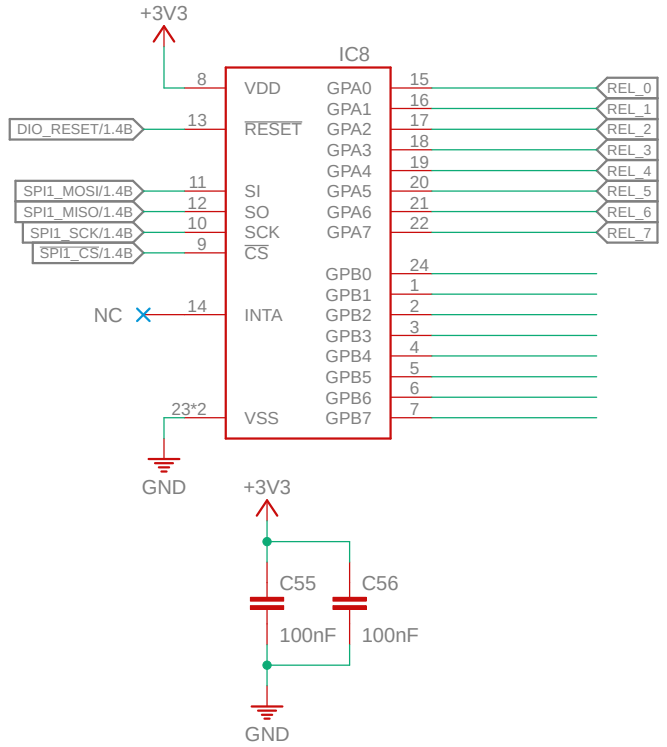 +3V3
IC8
8 VDD GPA0 15 REL_0
GPA1 16 REL_1
DIO_RESET/1.4B 13 RESET GPA2 17 REL_2
GPA3 18 REL_3
GPA4 19 REL_4
SPI1_MOSI/1.4B 11 SI GPA5 20 REL_5
SPI1_MISO/1.4B 12 SO GPA6 21 REL_6
SPI1_SCK/1.4B 10 SCK GPA7 22 REL_7
SPI1_CS/1.4B 9 CS
GPB0 24
GPB1 1
NC 14 INTA GPB2 2
GPB3 3
GPB4 4
GPB5 5
GPB6 6
23*2 VSS GPB7 7
GND
+3V3
C55 C56
100nF 100nF
GND